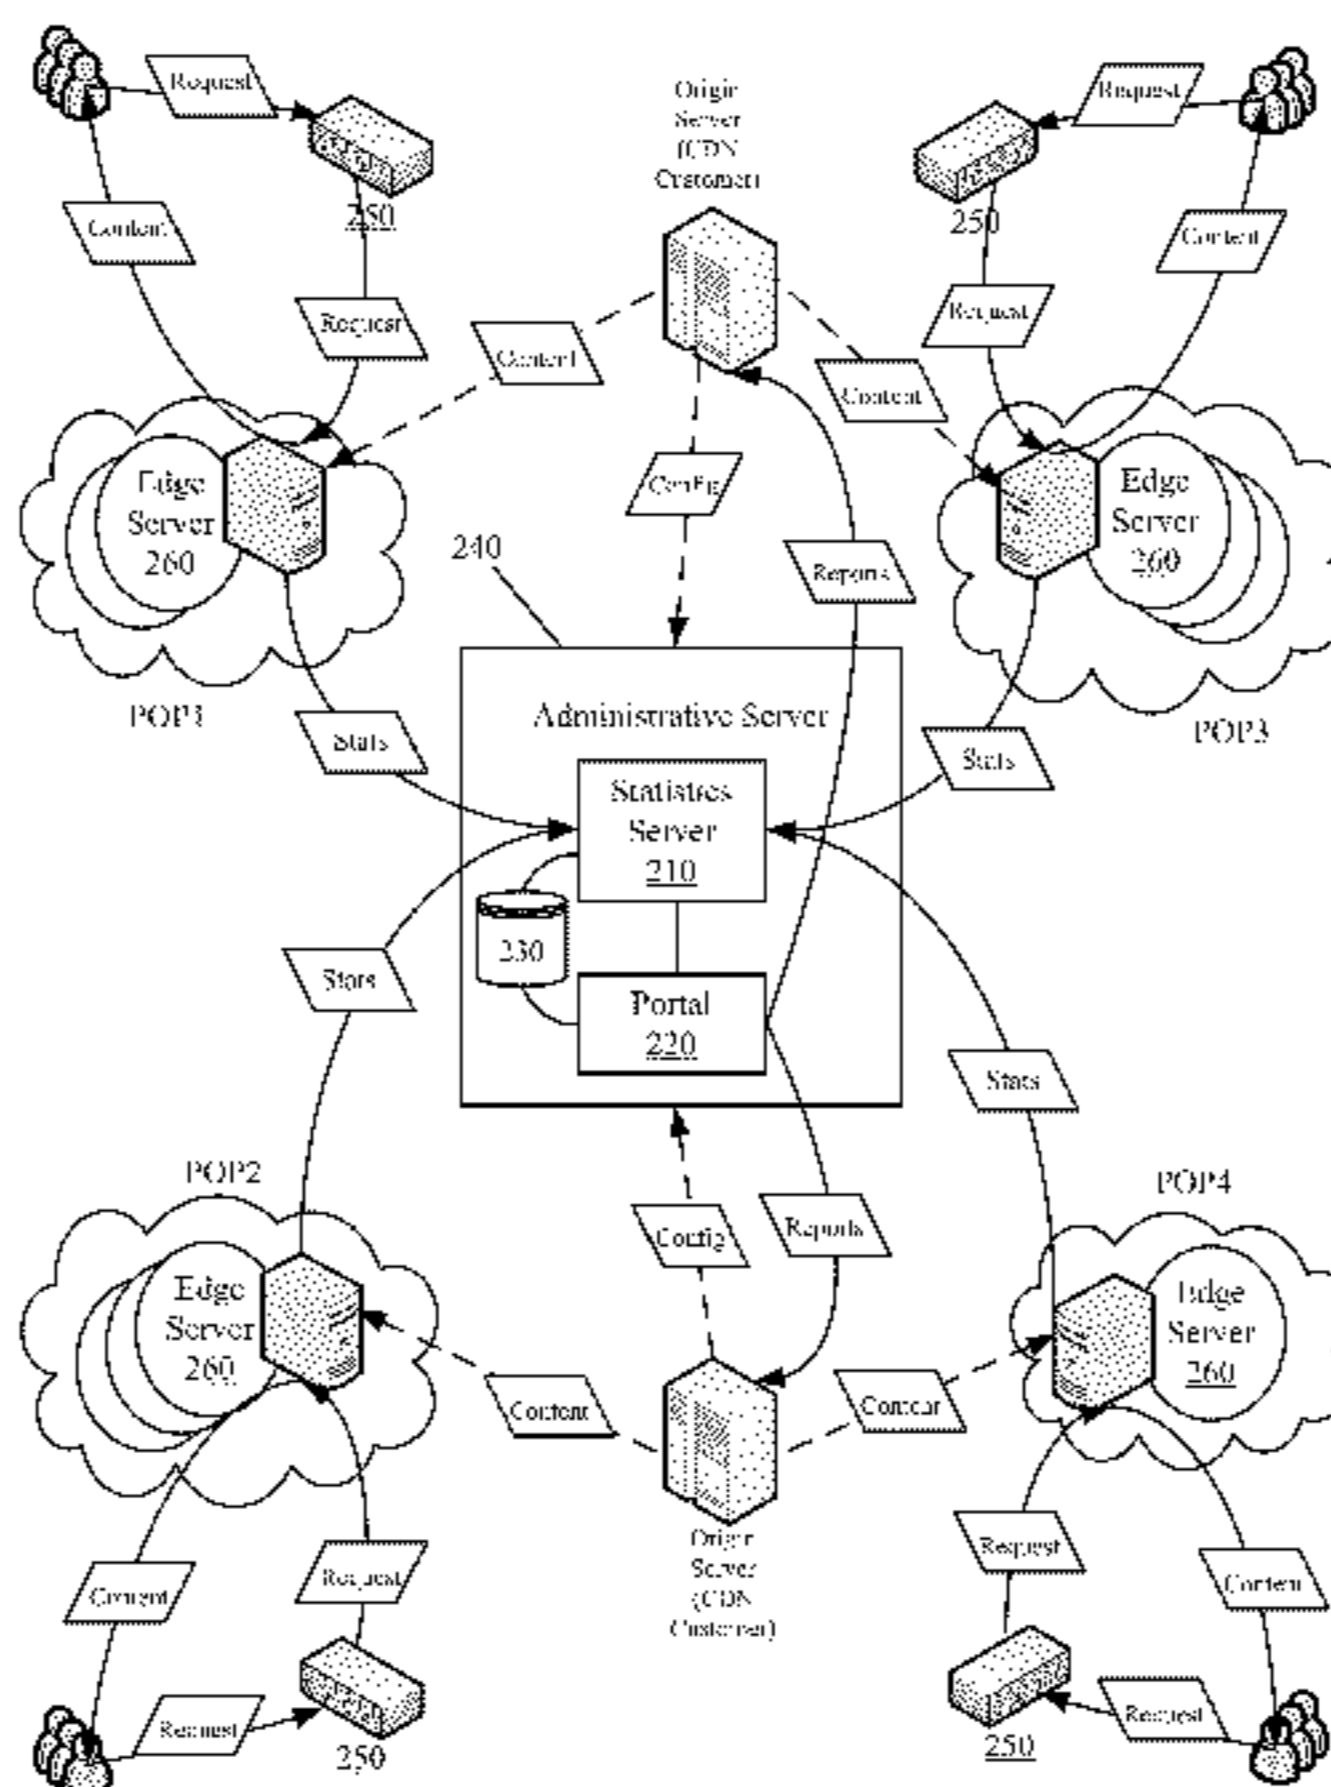 Request
Origin
Server
(CDN
Customer)
Request
250
250
Content
Content
Request
Request
Content
Content
Edge
Server
260
Config
Edge
Server
260
240
Reports
POP1
Stats
Administrative Server
Stats
POP3
Statistics
Server
210
230
Stats
Portal
220
Stats
POP2
POP4
Config
Reports
Edge
Server
260
Edge
Server
260
Content
Content
Origin
Server
(CDN
Customer)
Request
Content
Request
Content
Request
250
250
Request